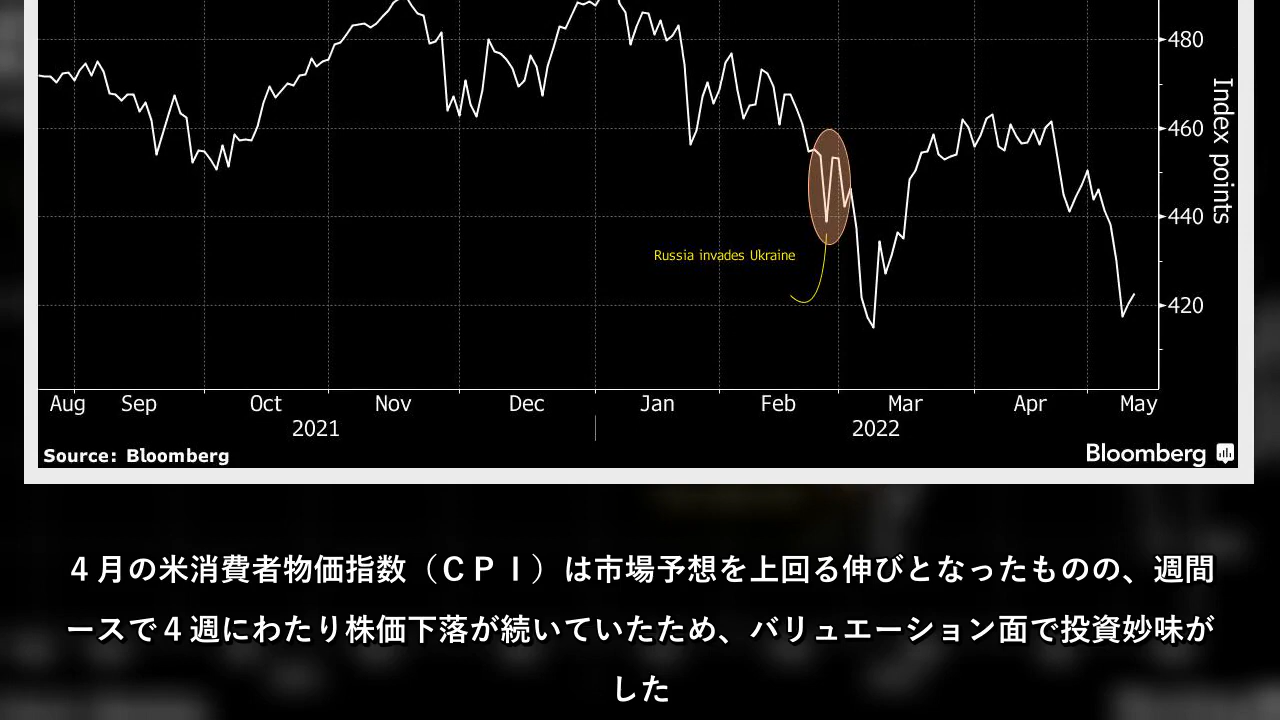 480
460
440
420
Index points
Russia invades Ukraine
Aug Sep Oct Nov Dec Jan Feb Mar Apr May
2021 2022
Source: Bloomberg
Bloomberg
４月の米消費者物価指数（ＣＰＩ）は市場予想を上回る伸びとなったものの、週間
ースで４週にわたり株価下落が続いていたため、バリュエーション面で投資妙味が
した